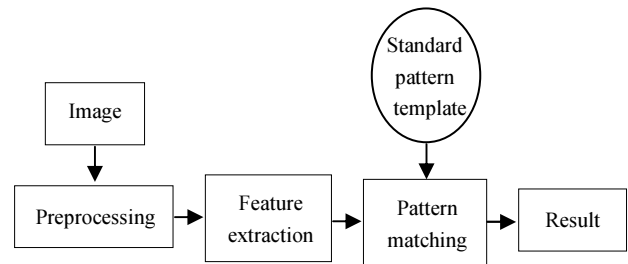 Standard
pattern
template
Image
Preprocessing
Feature
extraction
Pattern
matching
Result